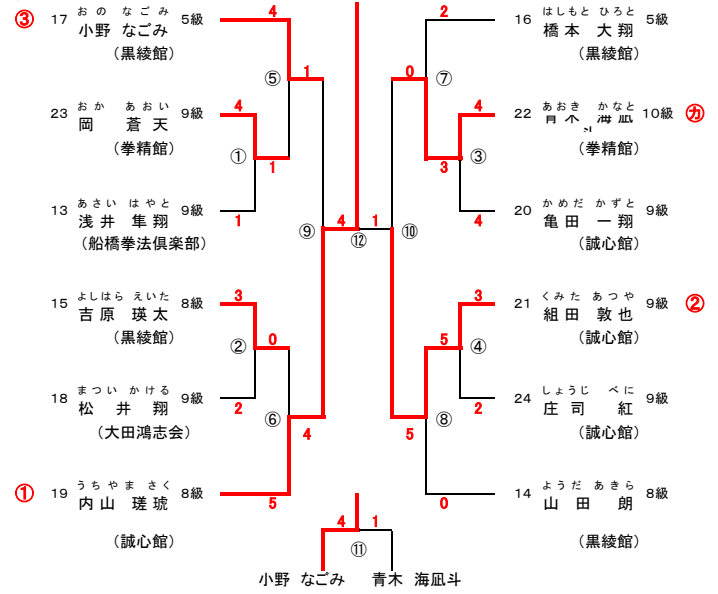 ③ 17 おの なごみ 5級
小野 なごみ
（黒綾館）
23 おか あおい 9級
岡 蒼天
（拳精館）
13 あさい はやと 9級
浅井 隼翔
（船橋拳法倶楽部）
15 よしはら えいた 8級
吉原 瑛太
（黒綾館）
18 まつい かける 9級
松井 翔
（大田鴻志会）
① 19 うちやま さく 8級
内山 瑳琥
（誠心館）
4
⑤ 1
4
① 1
1
3
② 0
2
⑥ 4
5
⑨ 4 1 ⑩
⑫
2
0 ⑦
4
3 ③
4
3
5 ④
2
5 ⑧
0
16 はしもと ひろと 5級
橋本 大翔
（黒綾館）
22 あおき かなと 10級 ㋕
青木 海凪
斗
（拳精館）
20 かめだ かずと 9級
亀田 一翔
（誠心館）
21 くみた あつや 9級 ②
組田 敦也
（誠心館）
24 しょうじ べに 9級
庄司 紅
（誠心館）
14 ようだ あきら 8級
山田 朗
（黒綾館）
4 1
⑪
小野 なごみ 青木 海凪斗